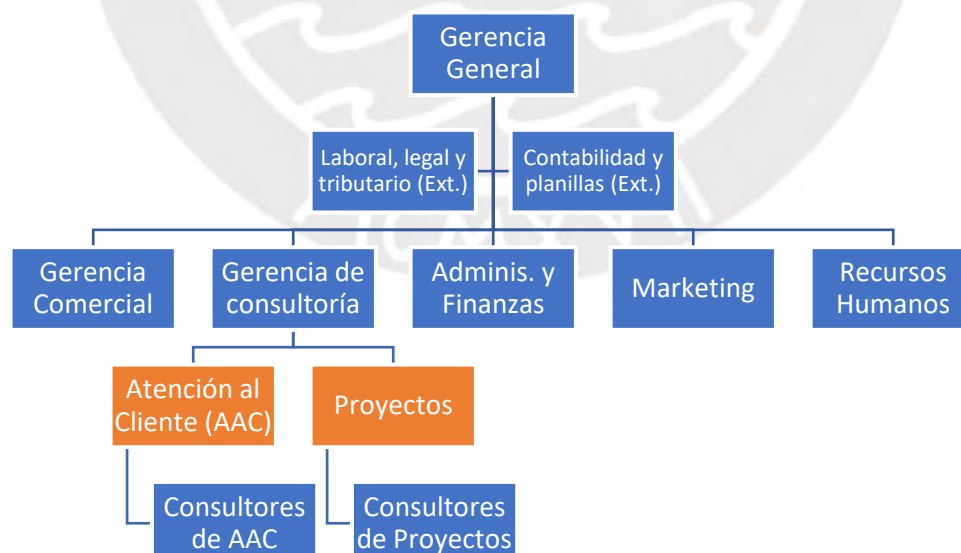 Gerencia
General
Laboral, legal y
tributario (Ext.)
Contabilidad y
planillas (Ext.)
Gerencia
Comercial
Gerencia de
consultoría
Adminis. y
Finanzas
Marketing
Recursos
Humanos
Atención al
Cliente (AAC)
Proyectos
Consultores
de AAC
Consultores
de Proyectos